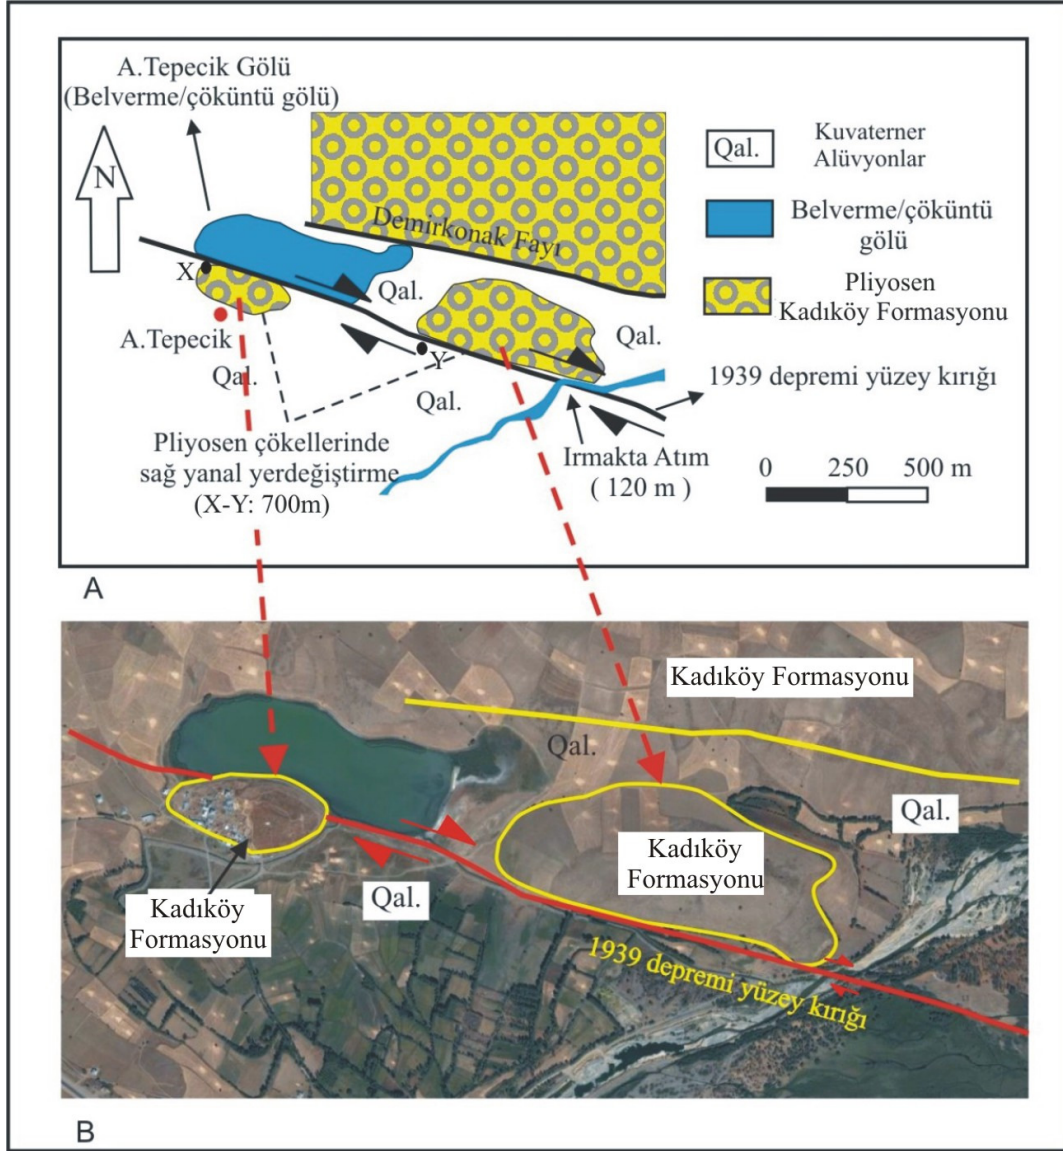 A.Tepecik Gölü
(Belverme/çöküntü gölü)
N
Demirkonak Fayı
X
Qal.
A.Tepecik
Qal.
Y
Qal.
Qal.
Pliyosen çökellerinde
sağ yanal yerdeğiştirme
(X-Y: 700m)
Irmakta Atım
( 120 m )
1939 depremi yüzey kırığı
Qal.
Kuvaterner
Alüvyonlar
Belverme/çöküntü
gölü
Pliyosen
Kadıköy Formasyonu
0 250 500 m
A
Kadıköy Formasyonu
Qal.
Qal.
Kadıköy
Formasyonu
Qal.
Kadıköy
Formasyonu
1939 depremi yüzey kırığı
B